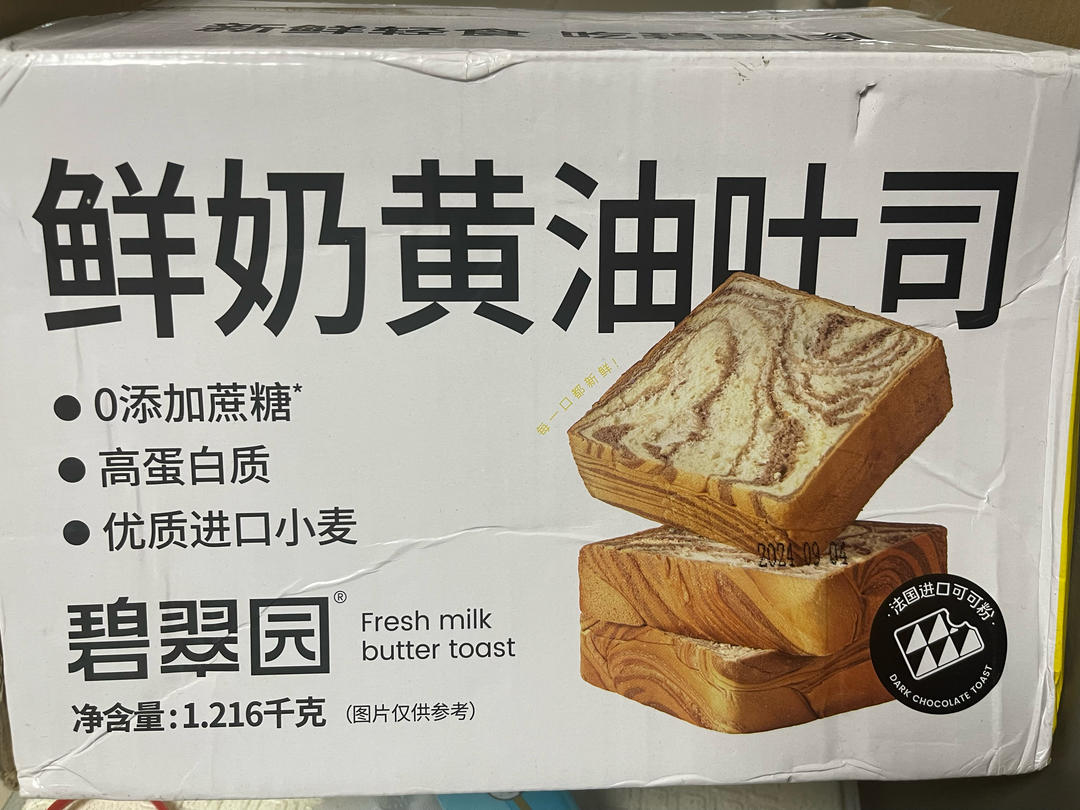 鲜奶黄油吐司
0添加蔗糖*
高蛋白质
优质进口小麦
每一口都涨精!
2024 09 04
碧翠园®
Fresh milk
butter toast
净含量:1.216千克 (图片仅供参考)
·法国进口可可粉·
DARK CHOCOLATE TOAST